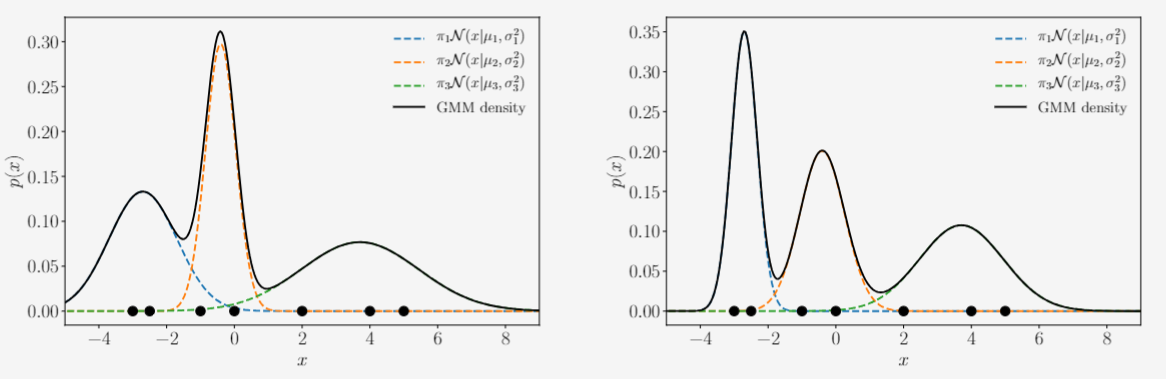 0.30
0.25
0.20
0.15
0.10
0.05
0.00
p(x)
−4 −2 0 2 4 6 8
x
π₁𝒩(x|μ₁, σ₁²)
π₂𝒩(x|μ₂, σ₂²)
π₃𝒩(x|μ₃, σ₃²)
GMM density
0.35
0.30
0.25
0.20
0.15
0.10
0.05
0.00
p(x)
−4 −2 0 2 4 6 8
x
π₁𝒩(x|μ₁, σ₁²)
π₂𝒩(x|μ₂, σ₂²)
π₃𝒩(x|μ₃, σ₃²)
GMM density